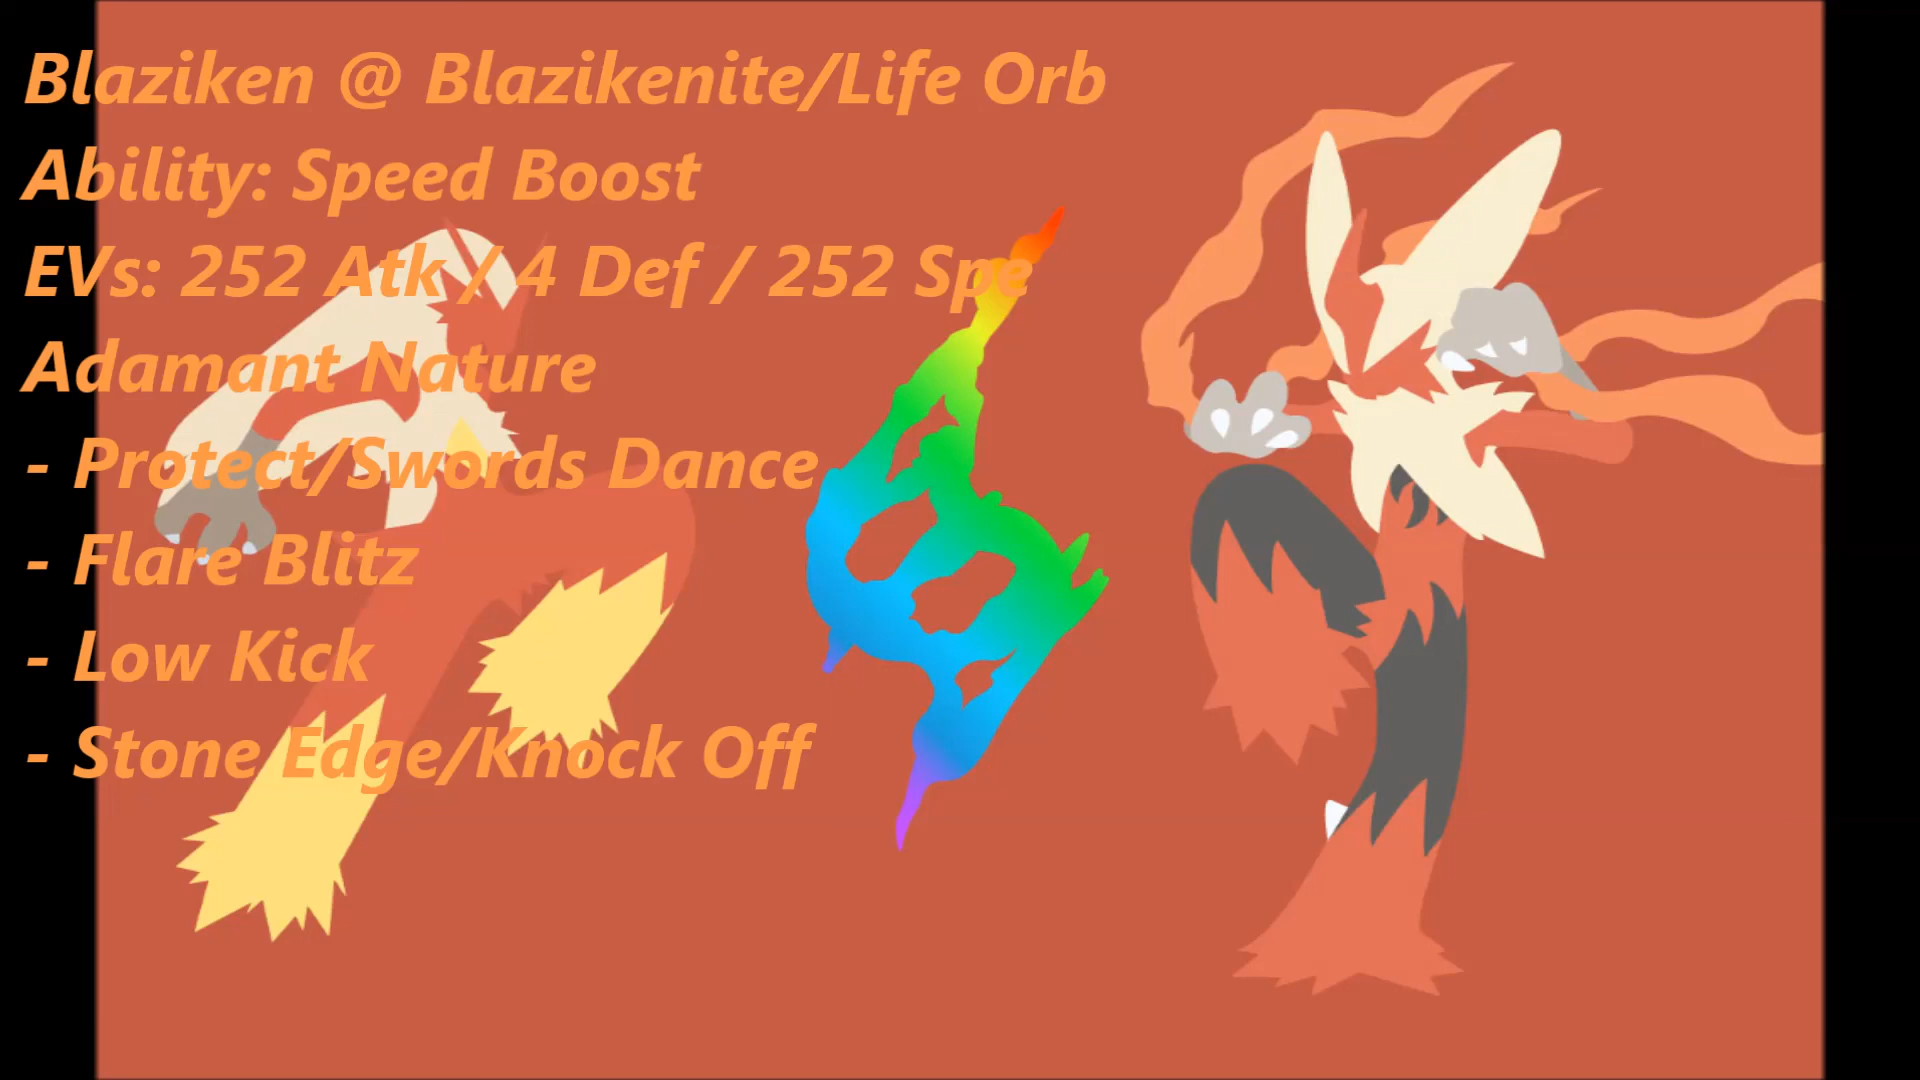 Blaziken @ Blazikenite/Life Orb
Ability: Speed Boost
EVs: 252 Atk / 4 Def / 252 Spe
Adamant Nature
- Protect/Swords Dance
- Flare Blitz
- Low Kick
- Stone Edge/Knock Off